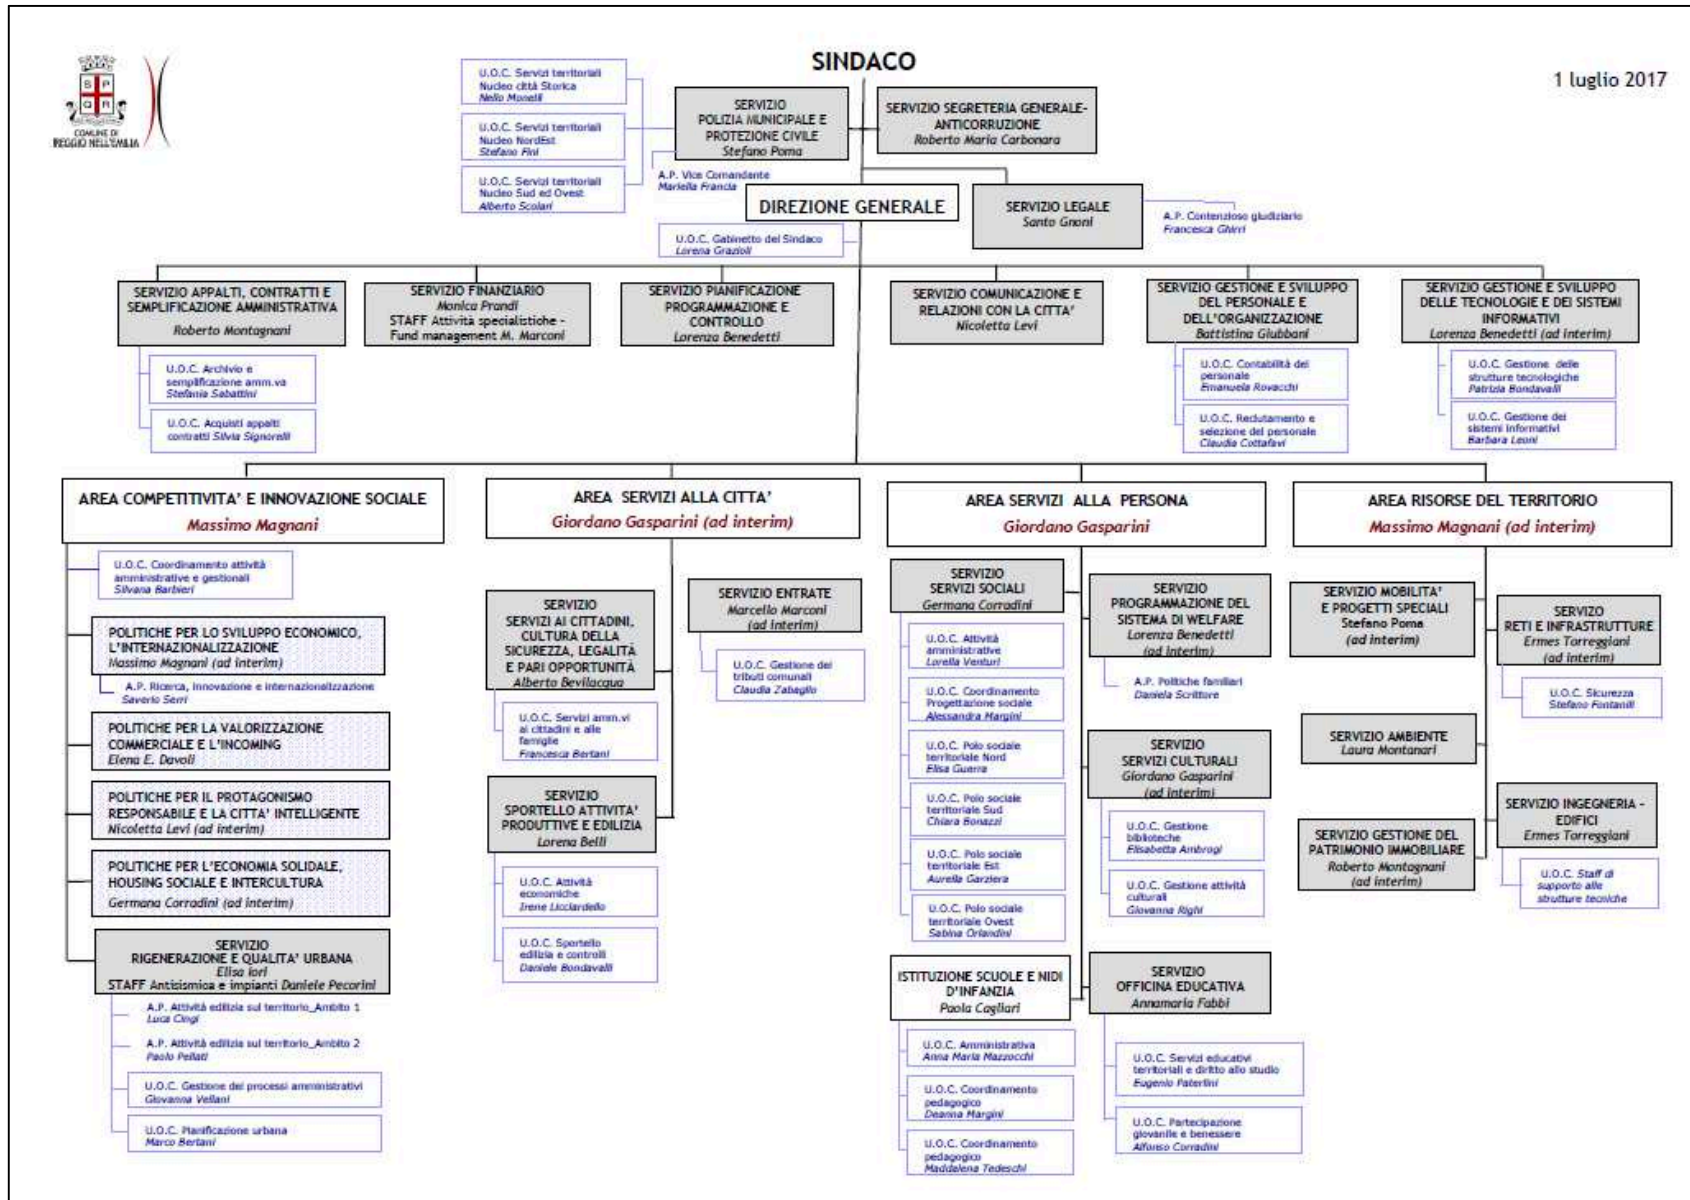 SINDACO
1 luglio 2017
S P
Q R
COMUNE DI
REGGIO NELL'EMILIA
U.O.C. Servizi territoriali
Nucleo città Storica
Nello Monelli
U.O.C. Servizi territoriali
Nucleo NordEst
Stefano Fini
U.O.C. Servizi territoriali
Nucleo Sud ed Ovest
Alberto Scolari
SERVIZIO
POLIZIA MUNICIPALE E
PROTEZIONE CIVILE
Stefano Poma
A.P. Vice Comandante
Mariella Francia
SERVIZIO SEGRETERIA GENERALE-
ANTICORRUZIONE
Roberto Maria Carbonara
DIREZIONE GENERALE
SERVIZIO LEGALE
Santo Gnoni
A.P. Contenzioso giudiziario
Francesca Ghirri
U.O.C. Gabinetto del Sindaco
Lorena Grazioli
SERVIZIO APPALTI, CONTRATTI E
SEMPLIFICAZIONE AMMINISTRATIVA
Roberto Montagnani
U.O.C. Archivio e
semplificazione amm.va
Stefania Sabattini
U.O.C. Acquisti appalti
contratti Silvia Signorelli
SERVIZIO FINANZIARIO
Monica Prandi
STAFF Attività specialistiche -
Fund management M. Marconi
SERVIZIO PIANIFICAZIONE
PROGRAMMAZIONE E
CONTROLLO
Lorenza Benedetti
SERVIZIO COMUNICAZIONE E
RELAZIONI CON LA CITTA'
Nicoletta Levi
SERVIZIO GESTIONE E SVILUPPO
DEL PERSONALE E
DELL'ORGANIZZAZIONE
Battistina Giubbani
U.O.C. Contabilità del
personale
Emanuela Rovacchi
U.O.C. Reclutamento e
selezione del personale
Claudia Cottafavi
SERVIZIO GESTIONE E SVILUPPO
DELLE TECNOLOGIE E DEI SISTEMI
INFORMATIVI
Lorenza Benedetti (ad interim)
U.O.C. Gestione delle
strutture tecnologiche
Patrizia Bondavalli
U.O.C. Gestione dei
sistemi informativi
Barbara Leoni
AREA COMPETITIVITA' E INNOVAZIONE SOCIALE
Massimo Magnani
U.O.C. Coordinamento attività
amministrative e gestionali
Silvana Barbieri
POLITICHE PER LO SVILUPPO ECONOMICO,
L'INTERNAZIONALIZZAZIONE
Massimo Magnani (ad interim)
A.P. Ricerca, innovazione e internazionalizzazione
Saverio Serri
POLITICHE PER LA VALORIZZAZIONE
COMMERCIALE E L'INCOMING
Elena E. Davoli
POLITICHE PER IL PROTAGONISMO
RESPONSABILE E LA CITTA' INTELLIGENTE
Nicoletta Levi (ad interim)
POLITICHE PER L'ECONOMIA SOLIDALE,
HOUSING SOCIALE E INTERCULTURA
Germana Corradini (ad interim)
SERVIZIO
RIGENERAZIONE E QUALITA' URBANA
Elisa Iori
STAFF Antisismica e impianti Daniele Pecorini
A.P. Attività edilizia sul territorio_Ambito 1
Luca Cingi
A.P. Attività edilizia sul territorio_Ambito 2
Paolo Pellati
U.O.C. Gestione dei processi amministrativi
Giovanna Vellani
U.O.C. Pianificazione urbana
Marco Bertani
AREA SERVIZI ALLA CITTA'
Giordano Gasparini (ad interim)
SERVIZIO
SERVIZI AI CITTADINI,
CULTURA DELLA
SICUREZZA, LEGALITÀ
E PARI OPPORTUNITÀ
Alberto Bevilacqua
U.O.C. Servizi amm.vi
ai cittadini e alle
famiglie
Francesca Bertani
SERVIZIO
SPORTELLO ATTIVITA'
PRODUTTIVE E EDILIZIA
Lorena Belli
U.O.C. Attività
economiche
Irene Licciardello
U.O.C. Sportello
edilizia e controlli
Daniele Bondavalli
SERVIZIO ENTRATE
Marcello Marconi
(ad interim)
U.O.C. Gestione dei
tributi comunali
Claudia Zabaglio
AREA SERVIZI ALLA PERSONA
Giordano Gasparini
SERVIZIO
SERVIZI SOCIALI
Germana Corradini
U.O.C. Attività
amministrative
Lorella Venturi
U.O.C. Coordinamento
Progettazione sociale
Alessandra Margini
U.O.C. Polo sociale
territoriale Nord
Elisa Guerra
U.O.C. Polo sociale
territoriale Sud
Chiara Bonazzi
U.O.C. Polo sociale
territoriale Est
Aurella Garziera
U.O.C. Polo sociale
territoriale Ovest
Sabina Orlandini
ISTITUZIONE SCUOLE E NIDI
D'INFANZIA
Paola Cagliari
U.O.C. Amministrativa
Anna Maria Mazzocchi
U.O.C. Coordinamento
pedagogico
Deanna Margini
U.O.C. Coordinamento
pedagogico
Maddalena Tedeschi
SERVIZIO
PROGRAMMAZIONE DEL
SISTEMA DI WELFARE
Lorenza Benedetti
(ad interim)
A.P. Politiche familiari
Daniela Scrittore
SERVIZIO
SERVIZI CULTURALI
Giordano Gasparini
(ad interim)
U.O.C. Gestione
biblioteche
Elisabetta Ambrogi
U.O.C. Gestione attività
culturali
Giovanna Righi
SERVIZIO
OFFICINA EDUCATIVA
Annamaria Fabbi
U.O.C. Servizi educativi
territoriali e diritto allo studio
Eugenio Paterlini
U.O.C. Partecipazione
giovanile e benessere
Alfonso Corradini
AREA RISORSE DEL TERRITORIO
Massimo Magnani (ad interim)
SERVIZIO MOBILITA'
E PROGETTI SPECIALI
Stefano Poma
(ad interim)
SERVIZIO AMBIENTE
Laura Montanari
SERVIZIO GESTIONE DEL
PATRIMONIO IMMOBILIARE
Roberto Montagnani
(ad interim)
SERVIZO
RETI E INFRASTRUTTURE
Ermes Torreggiani
(ad interim)
U.O.C. Sicurezza
Stefano Fontanili
SERVIZIO INGEGNERIA -
EDIFICI
Ermes Torreggiani
U.O.C. Staff di
supporto alle
strutture tecniche